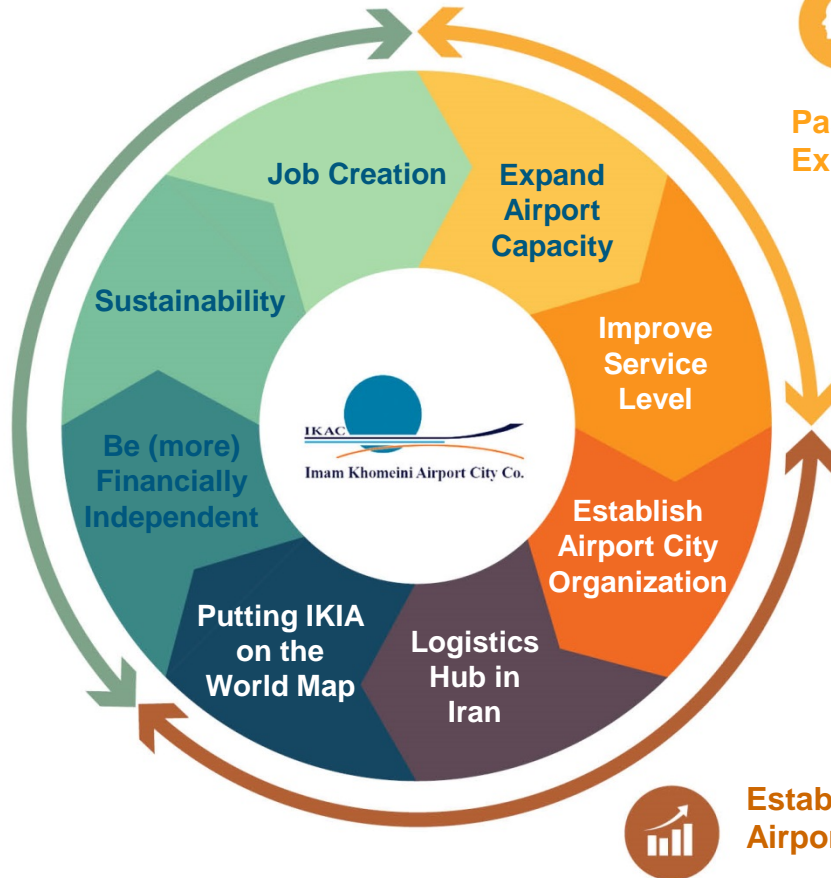 Pa
Ex
Job Creation
Expand
Airport
Capacity
Sustainability
Improve
Service
Level
IKAC
Imam Khomeini Airport City Co.
Be (more)
Financially
Independent
Establish
Airport City
Organization
Putting IKIA
on the
World Map
Logistics
Hub in
Iran
Estab
Airpor